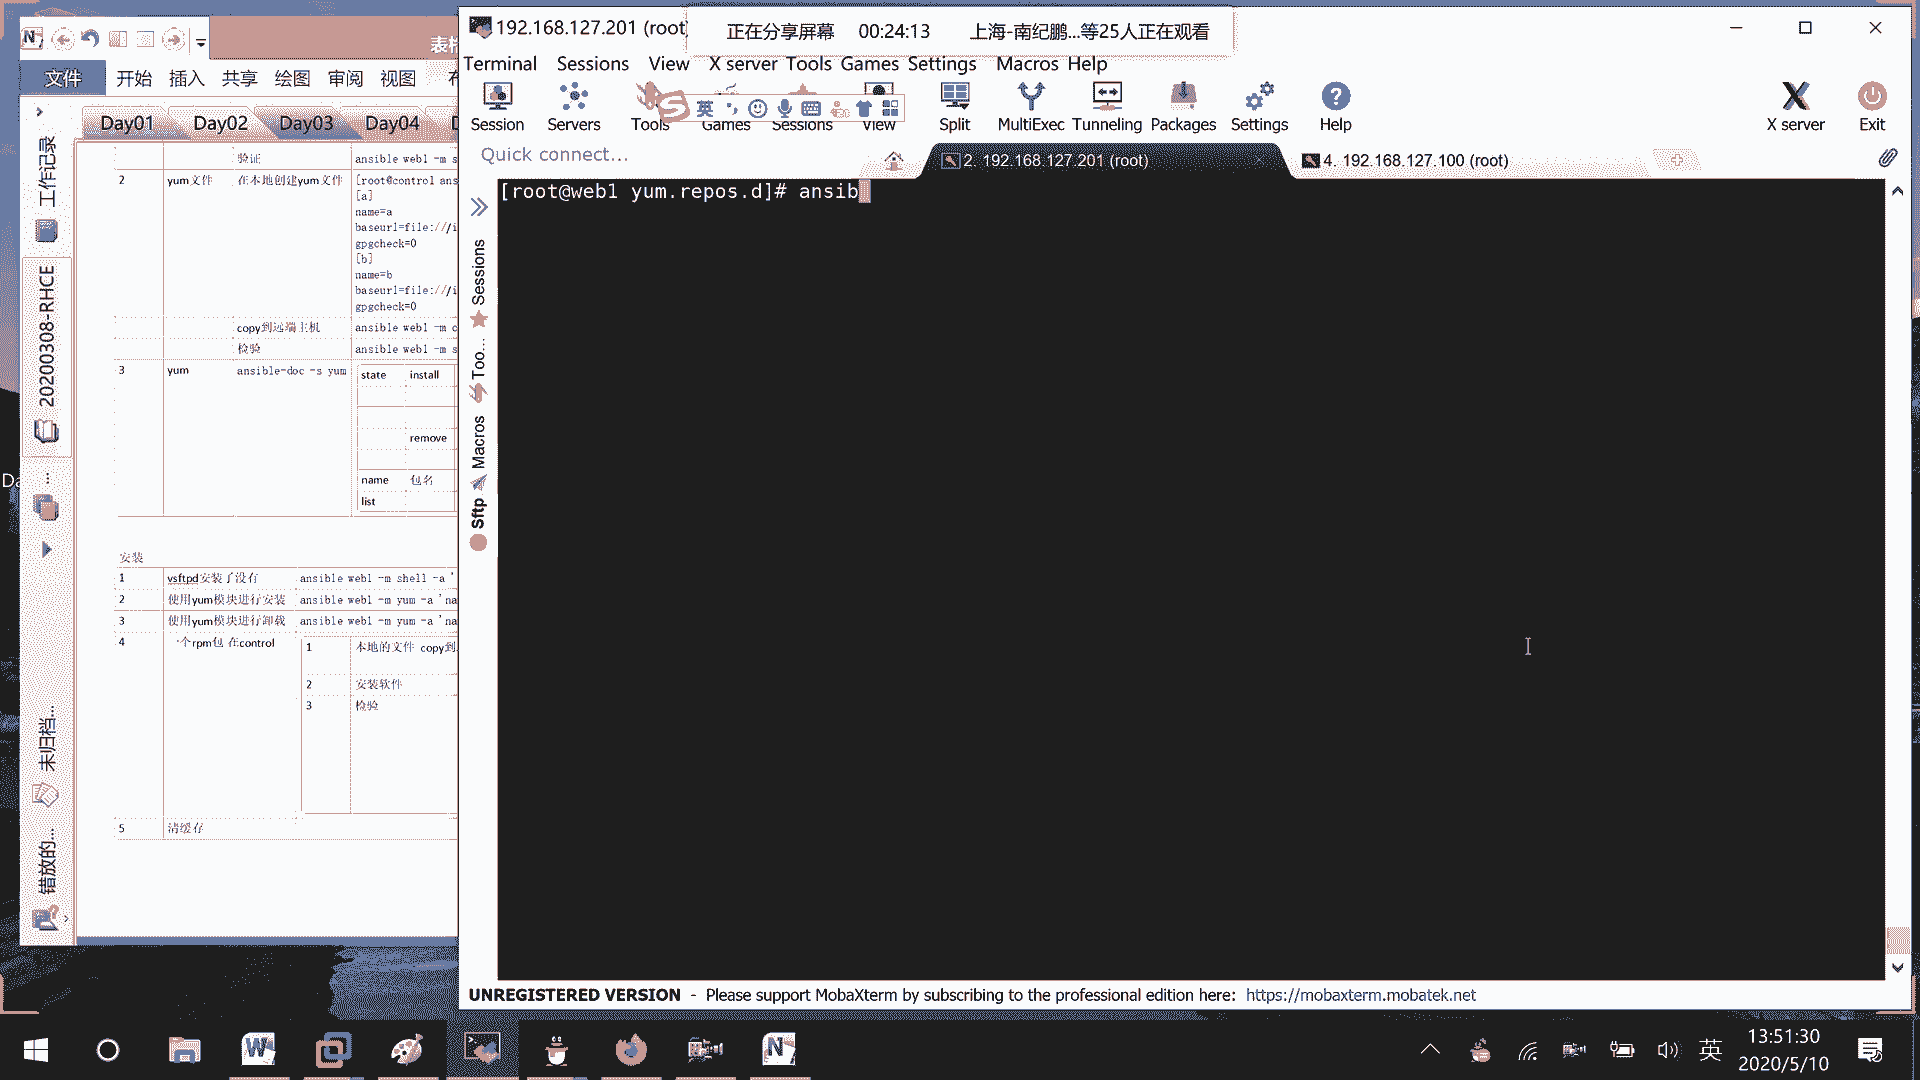 192.168.127.201 (root)
正在分享屏幕 00:24:13 上海-南纪鹏...等25人正在观看
Terminal Sessions View X server Tools Games Settings Macros Help
Session Servers Tools Games Sessions View Split MultiExec Tunneling Packages Settings Help X server Exit
英
Quick connect...
2. 192.168.127.201 (root)
4. 192.168.127.100 (root)
[root@web1 yum.repos.d]# ansib
Sessions
Too...
Macros
Sftp
UNREGISTERED VERSION - Please support MobaXterm by subscribing to the professional edition here: https://mobaxterm.mobatek.net
文件 开始 插入 共享 绘图 审阅 视图
Day01 Day02 Day03 Day04
工作记录
20200308-RHCE
未归档...
错放的...
验证 ansible web1 -m s
2 yum文件 在本地创建yum文件 [root@control ans
[a]
name=a
baseurl=file:///i
gpgcheck=0
[b]
name=b
baseurl=file:///i
gpgcheck=0
copy到远端主机 ansible web1 -m c
检验 ansible web1 -m s
3 yum ansible-doc -s yum state install
remove
name 包名
list
安装
1 vsftpd安装了没有 ansible web1 -m shell -a '
2 使用yum模块进行安装 ansible web1 -m yum -a 'na
3 使用yum模块进行卸载 ansible web1 -m yum -a 'na
4 一个rpm包 在control 1 本地的文件 copy到
2 安装软件
3 检验
5 清缓存
英
13:51:30
2020/5/10